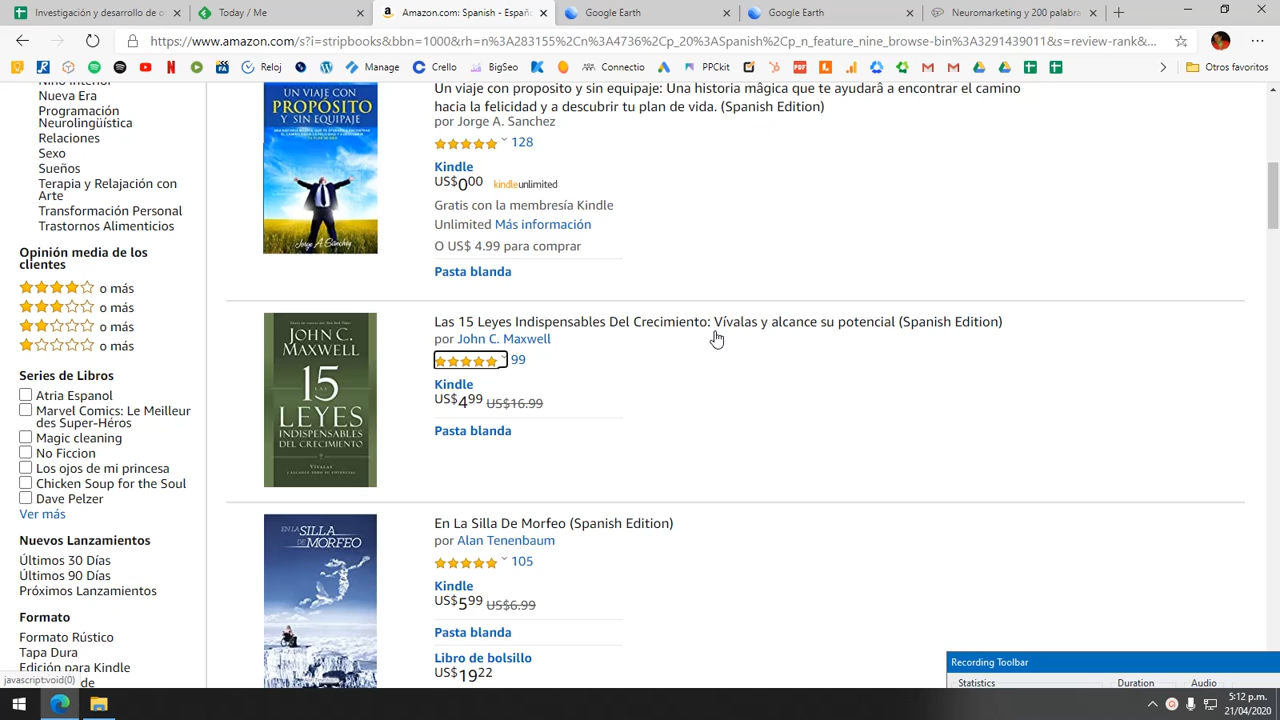 Investigación y desarrollo de o
Today / Me
Amazon.com Spanish - Españo
Google Earth
Google Earth
Neuromarketing y 200 palabra
https://www.amazon.com/s?i=stripbooks&bbn=1000&rh=n%3A283155%2Cn%3A4736%2Cp_20%3ASpanish%2Cp_n_feature_nine_browse-bin%3A3291439011&s=review-rank&...
Reloj
Manage
Crello
BigSeo
Connectio
PPCkit
Otros favoritos
Nueva Era
Programación
Neurolingüística
Relaciones
Sexo
Sueños
Terapia y Relajación con
Arte
Transformación Personal
Trastornos Alimenticios
Opinión media de los
clientes
o más
o más
o más
o más
Series de Libros
Atria Espanol
Marvel Comics: Le Meilleur
des Super-Héros
Magic cleaning
No Ficcion
Los ojos de mi princesa
Chicken Soup for the Soul
Dave Pelzer
Ver más
Nuevos Lanzamientos
Últimos 30 Días
Últimos 90 Días
Próximos Lanzamientos
Formato
Formato Rústico
Tapa Dura
Edición para Kindle
de
javascript:void(0)
UN VIAJE CON
PROPÓSITO
Y SIN EQUIPAJE
Jorge A. Sánchez
Un viaje con proposito y sin equipaje: Una historia mâgica que te ayudarâ a encontrar el camino
hacia la felicidad y a descubrir tu plan de vida. (Spanish Edition)
por Jorge A. Sanchez
128
Kindle
US$0.00 kindleunlimited
Gratis con la membresía Kindle
Unlimited Más información
O US$ 4.99 para comprar
Pasta blanda
JOHN C.
MAXWELL
LAS
15
LEYES
INDISPENSABLES
DEL CRECIMIENTO
VÍVALAS
Y ALCANCE TODO SU POTENCIAL
Las 15 Leyes Indispensables Del Crecimiento: Vívalas y alcance su potencial (Spanish Edition)
por John C. Maxwell
99
Kindle
US$4.99 US$16.99
Pasta blanda
EN LA SILLA
DE MORFEO
En La Silla De Morfeo (Spanish Edition)
por Alan Tenenbaum
105
Kindle
US$5.99 US$6.99
Pasta blanda
Libro de bolsillo
US$19.22
Recording Toolbar
Statistics
Duration
Audio
5:12 p.m.
21/04/2020